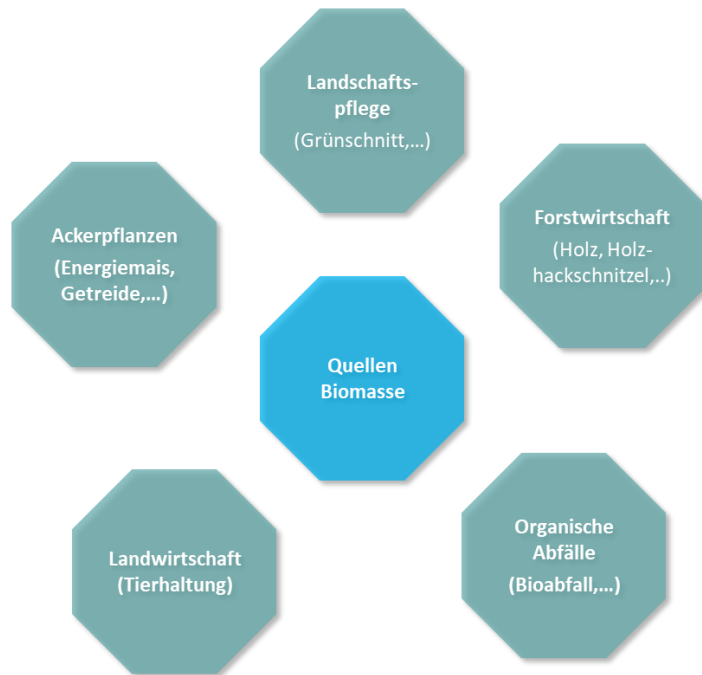 Landschafts-
pflege
(Grünschnitt,...)
Forstwirtschaft
(Holz, Holz-
hackschnitzel,..)
Ackerpflanzen
(Energiemais,
Getreide,...)
Quellen
Biomasse
Organische
Abfälle
(Bioabfall,...)
Landwirtschaft
(Tierhaltung)